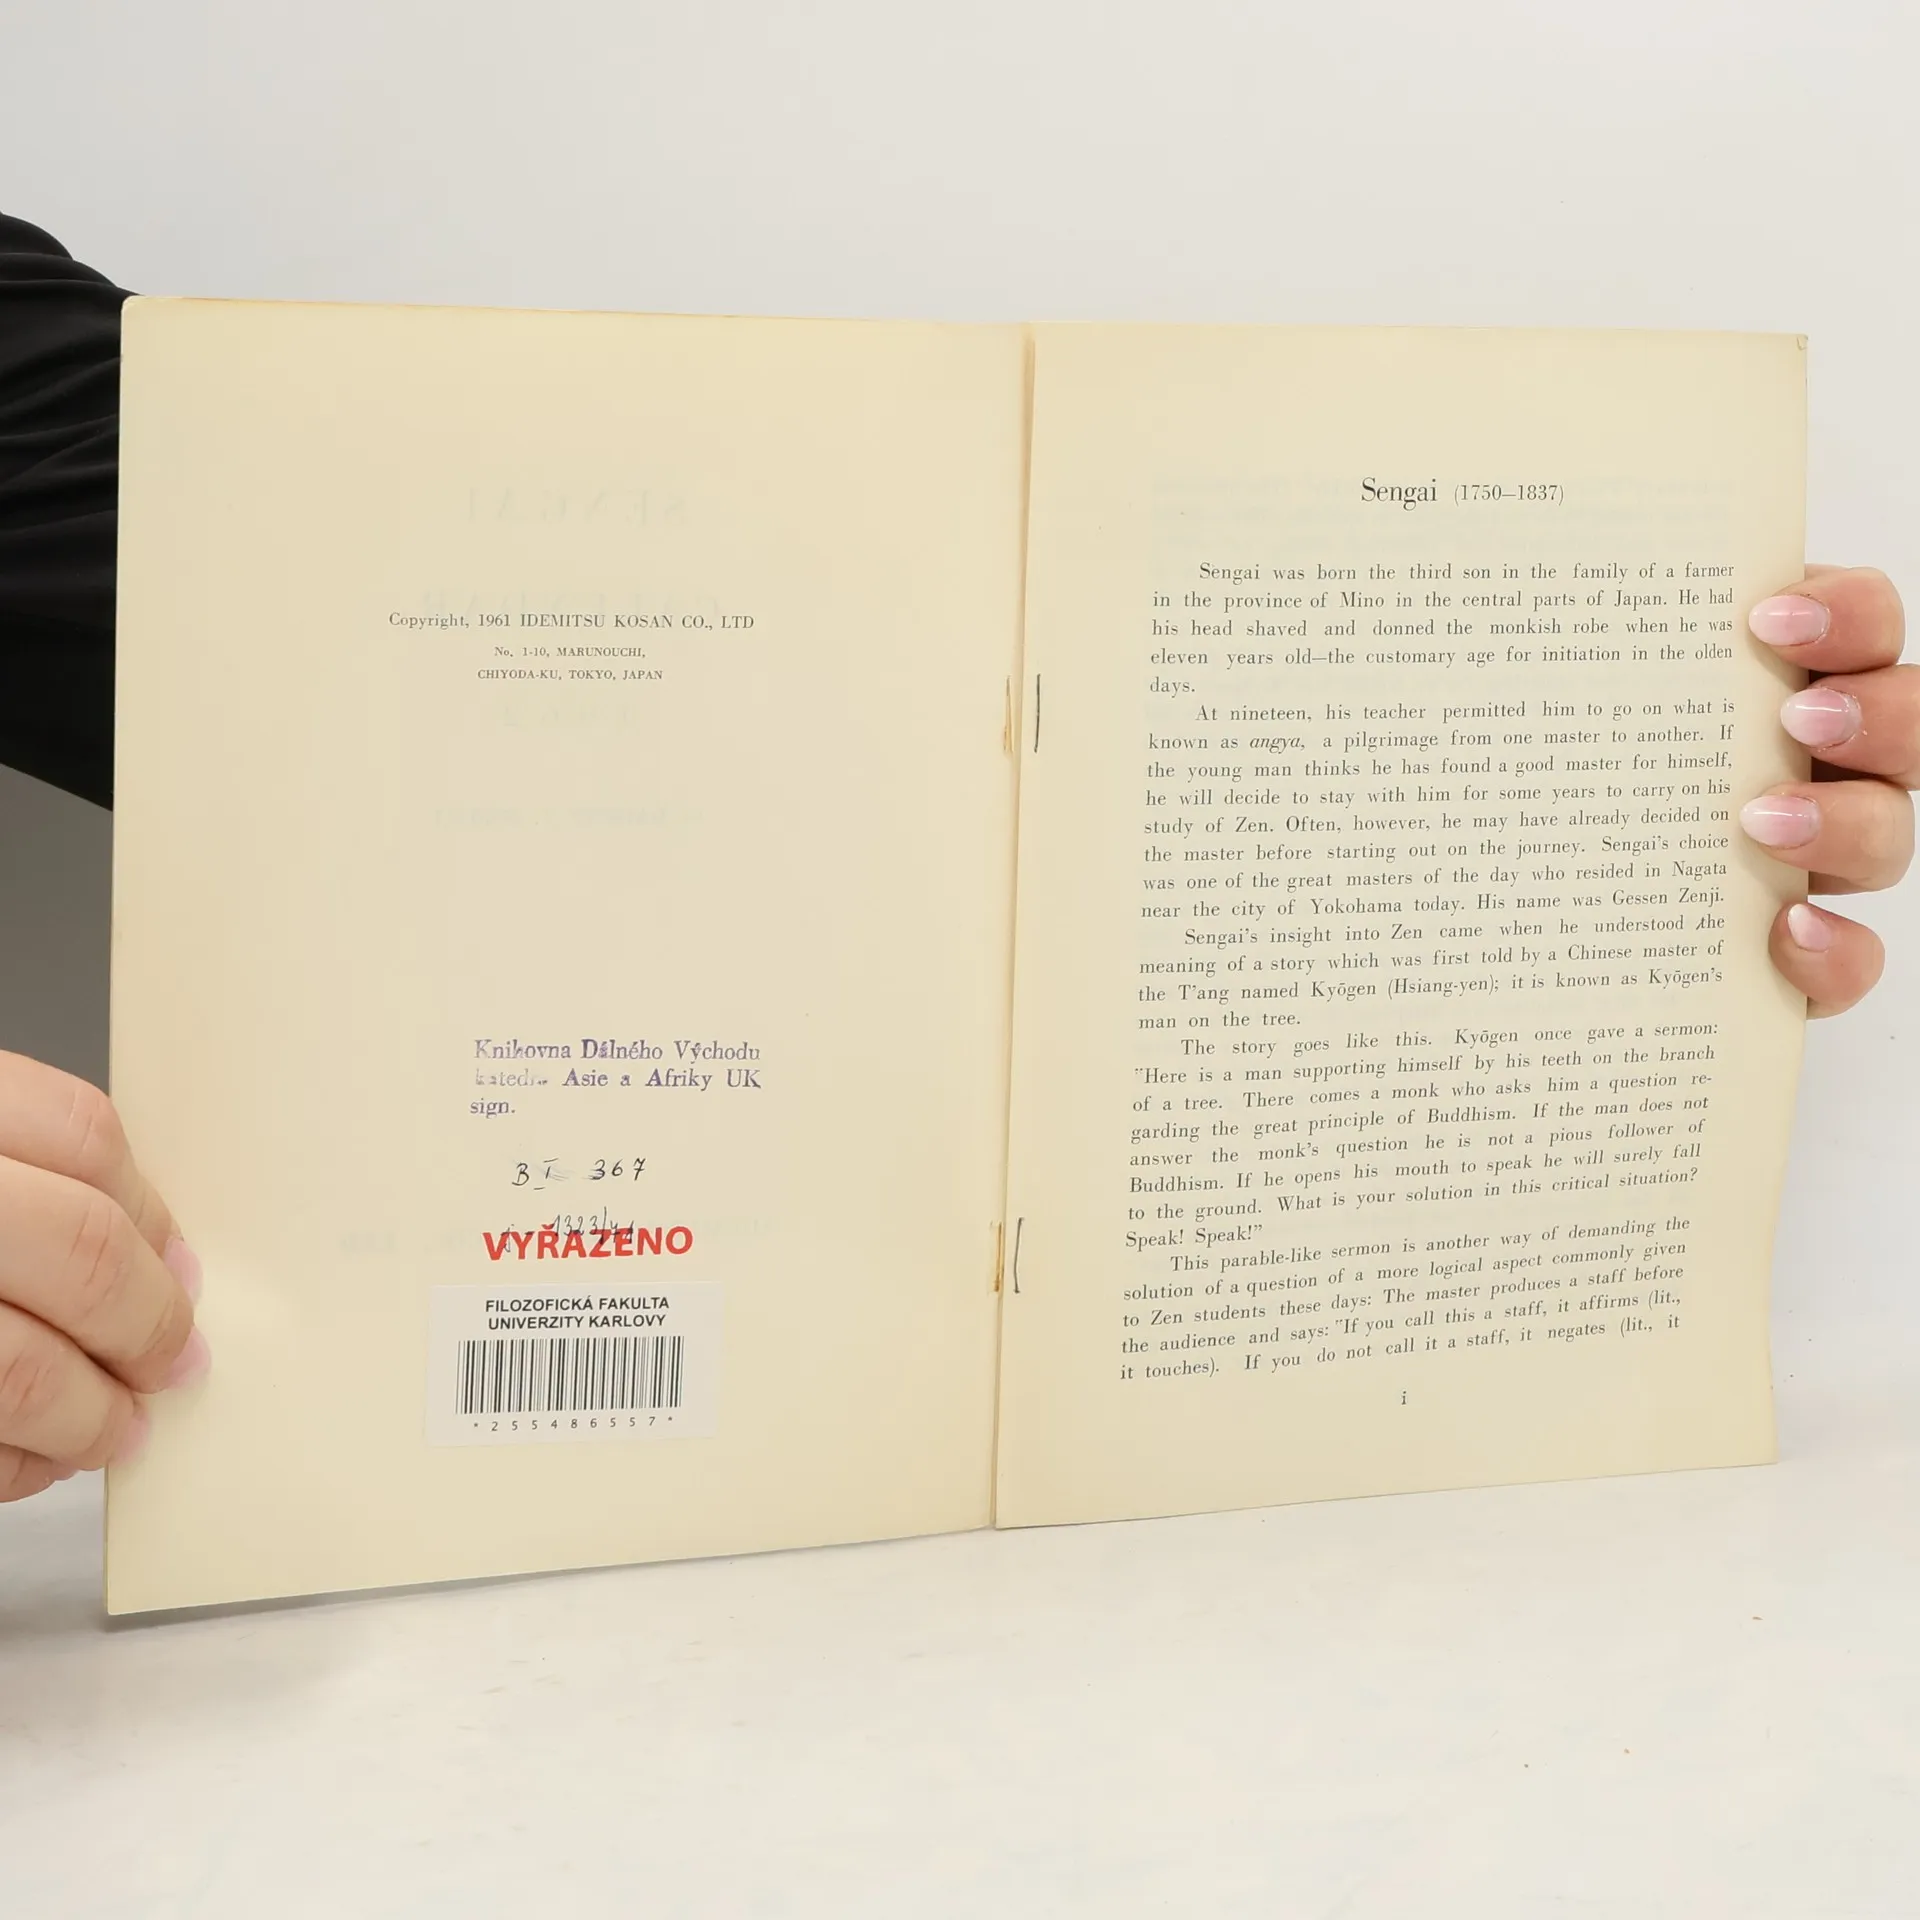 Copyright, 1961 IDEMITSU KOSAN CO., LTD
No. 1-10, MARUNOUCHI,
CHIYODA-KU, TOKYO, JAPAN
Knihovna Dálného Východu
Asie a Afriky UK
sign.
B I 367
1323/71
VYŘAZENO
FILOZOFICKÁ FAKULTA
UNIVERZITY KARLOVY
*255486557*
Sengai (1750–1837)
Sengai was born the third son in the family of a farmer
in the province of Mino in the central parts of Japan. He had
his head shaved and donned the monkish robe when he was
eleven years old—the customary age for initiation in the olden
days.
At nineteen, his teacher permitted him to go on what is
known as angya, a pilgrimage from one master to another. If
the young man thinks he has found a good master for himself,
he will decide to stay with him for some years to carry on his
study of Zen. Often, however, he may have already decided on
the master before starting out on the journey. Sengai's choice
was one of the great masters of the day who resided in Nagata
near the city of Yokohama today. His name was Gessen Zenji.
Sengai's insight into Zen came when he understood the
meaning of a story which was first told by a Chinese master of
the T'ang named Kyōgen (Hsiang-yen); it is known as Kyōgen's
man on the tree.
The story goes like this. Kyōgen once gave a sermon:
"Here is a man supporting himself by his teeth on the branch
of a tree. There comes a monk who asks him a question re-
garding the great principle of Buddhism. If the man does not
answer the monk's question he is not a pious follower of
Buddhism. If he opens his mouth to speak he will surely fall
to the ground. What is your solution in this critical situation?
Speak! Speak!"
This parable-like sermon is another way of demanding the
solution of a question of a more logical aspect commonly given
to Zen students these days: The master produces a staff before
the audience and says: "If you call this a staff, it affirms (lit.,
it touches). If you do not call it a staff, it negates (lit., it
i